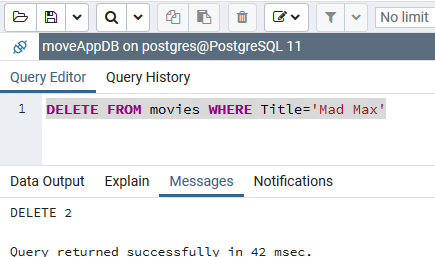 No limit
moveAppDB on postgres@PostgreSQL 11
Query Editor Query History
1 DELETE FROM movies WHERE Title='Mad Max'
Data Output Explain Messages Notifications
DELETE 2
Query returned successfully in 42 msec.